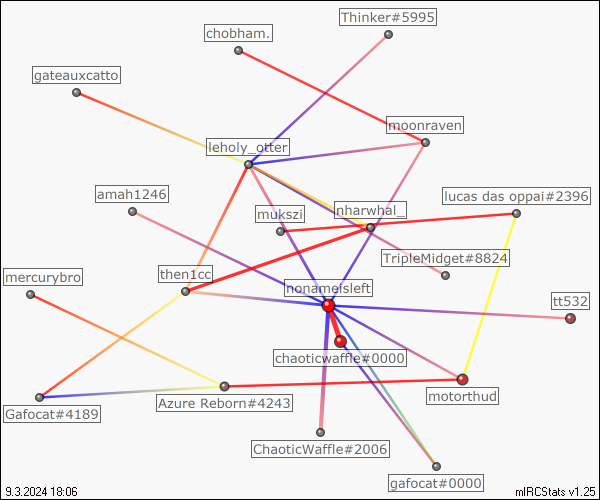 Thinker#5995
chobham.
gateauxcatto
moonraven
leholy_otter
amah1246
lucas das oppai#2396
mukszi
nharwhal_
TripleMidget#8824
mercurybro
then1cc
nonameisleft
tt532
chaoticwaffle#0000
motorthud
Azure Reborn#4243
Gafocat#4189
ChaoticWaffle#2006
gafocat#0000
9.3.2024 18:06
mIRCStats v1.25